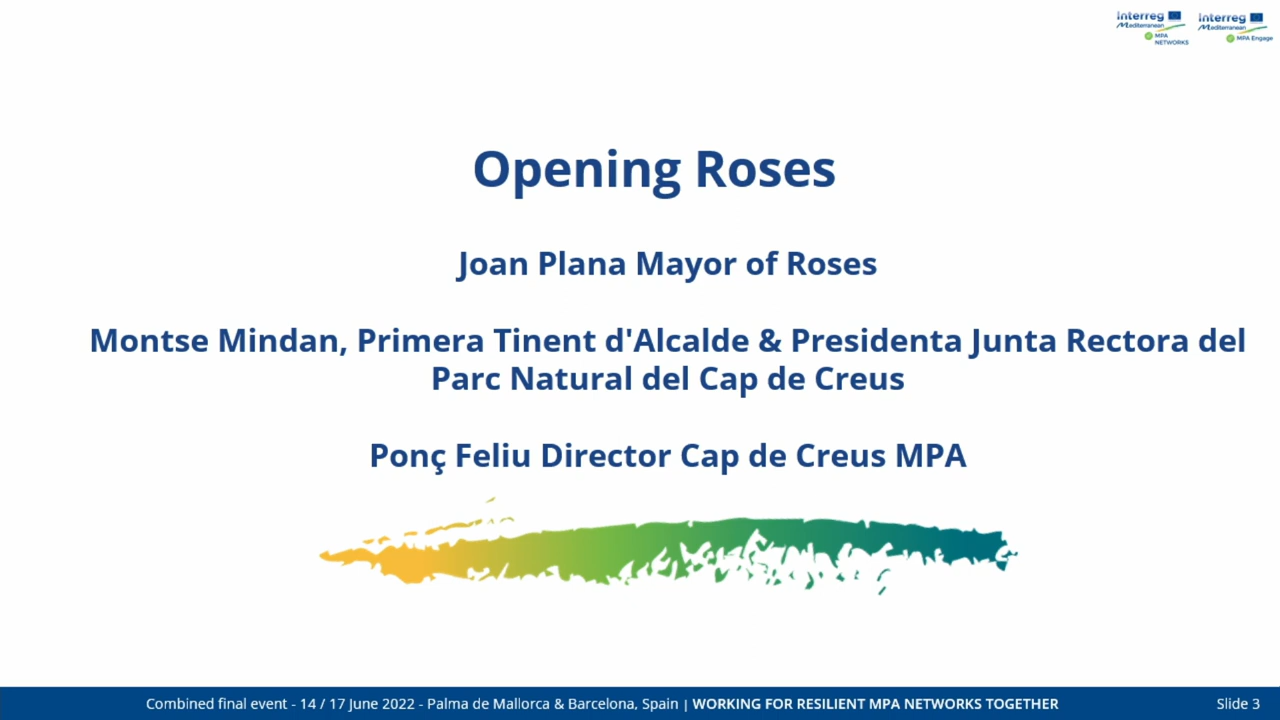 Interreg
Mediterranean
MPA
NETWORKS
Interreg
Mediterranean
MPA Engage
Opening Roses
Joan Plana Mayor of Roses
Montse Mindan, Primera Tinent d'Alcalde & Presidenta Junta Rectora del
Parc Natural del Cap de Creus
Ponç Feliu Director Cap de Creus MPA
Combined final event - 14 / 17 June 2022 - Palma de Mallorca & Barcelona, Spain | WORKING FOR RESILIENT MPA NETWORKS TOGETHER
Slide 3